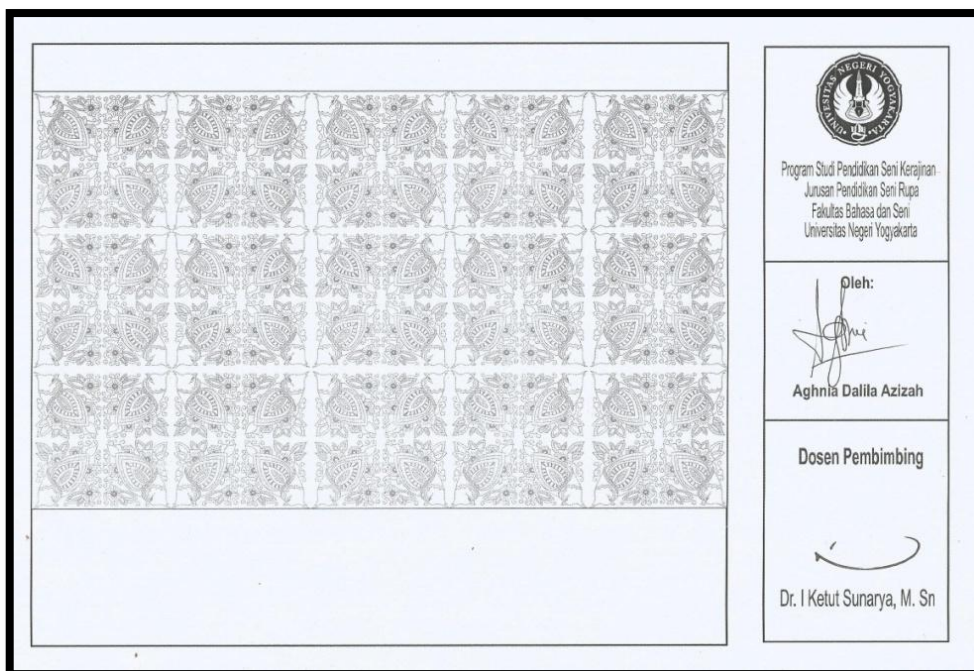 UNIVERSITAS NEGERI YOGYAKARTA
Program Studi Pendidikan Seni Kerajinan
Jurusan Pendidikan Seni Rupa
Fakultas Bahasa dan Seni
Universitas Negeri Yogyakarta
Oleh:
Aghnia Dalila Azizah
Dosen Pembimbing
Dr. I Ketut Sunarya, M. Sn